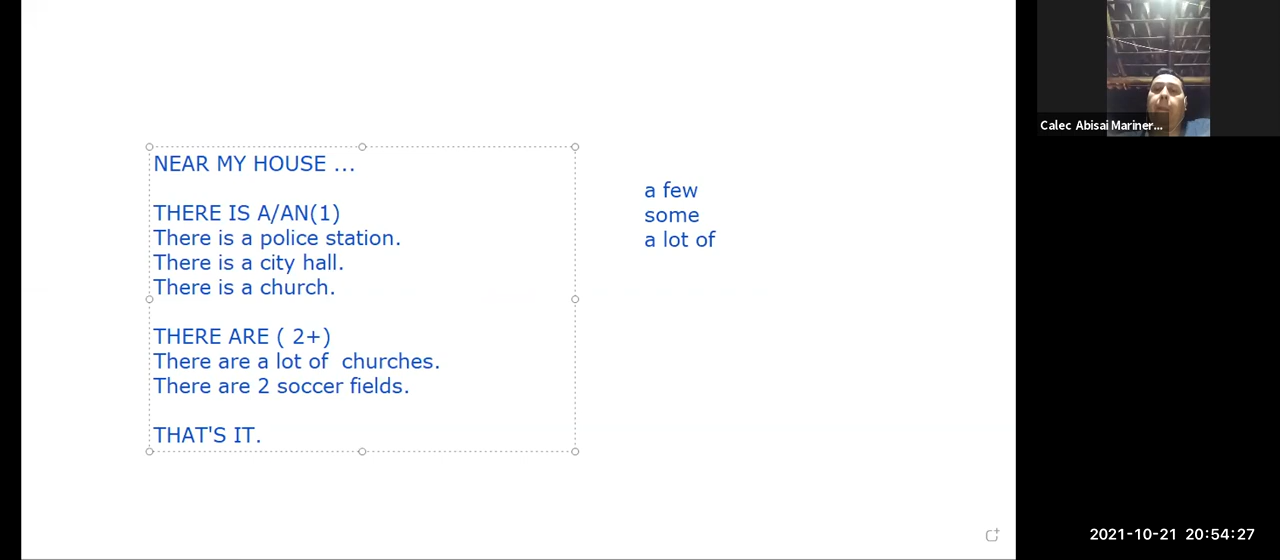 NEAR MY HOUSE ...
THERE IS A/AN(1)
There is a police station.
There is a city hall.
There is a church.
THERE ARE ( 2+)
There are a lot of  churches.
There are 2 soccer fields.
THAT'S IT.
a few
some
a lot of
Calec Abisai Mariner...
2021-10-21 20:54:27